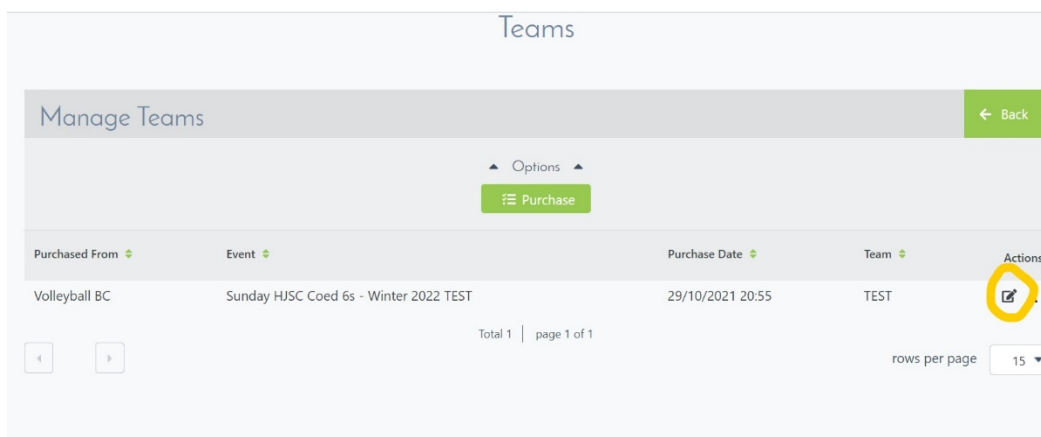 Teams
Manage Teams
Back
Options
Purchase
Purchased From Event Purchase Date Team Actions
Volleyball BC Sunday HJSC Coed 6s - Winter 2022 TEST 29/10/2021 20:55 TEST
Total 1 | page 1 of 1
rows per page 15